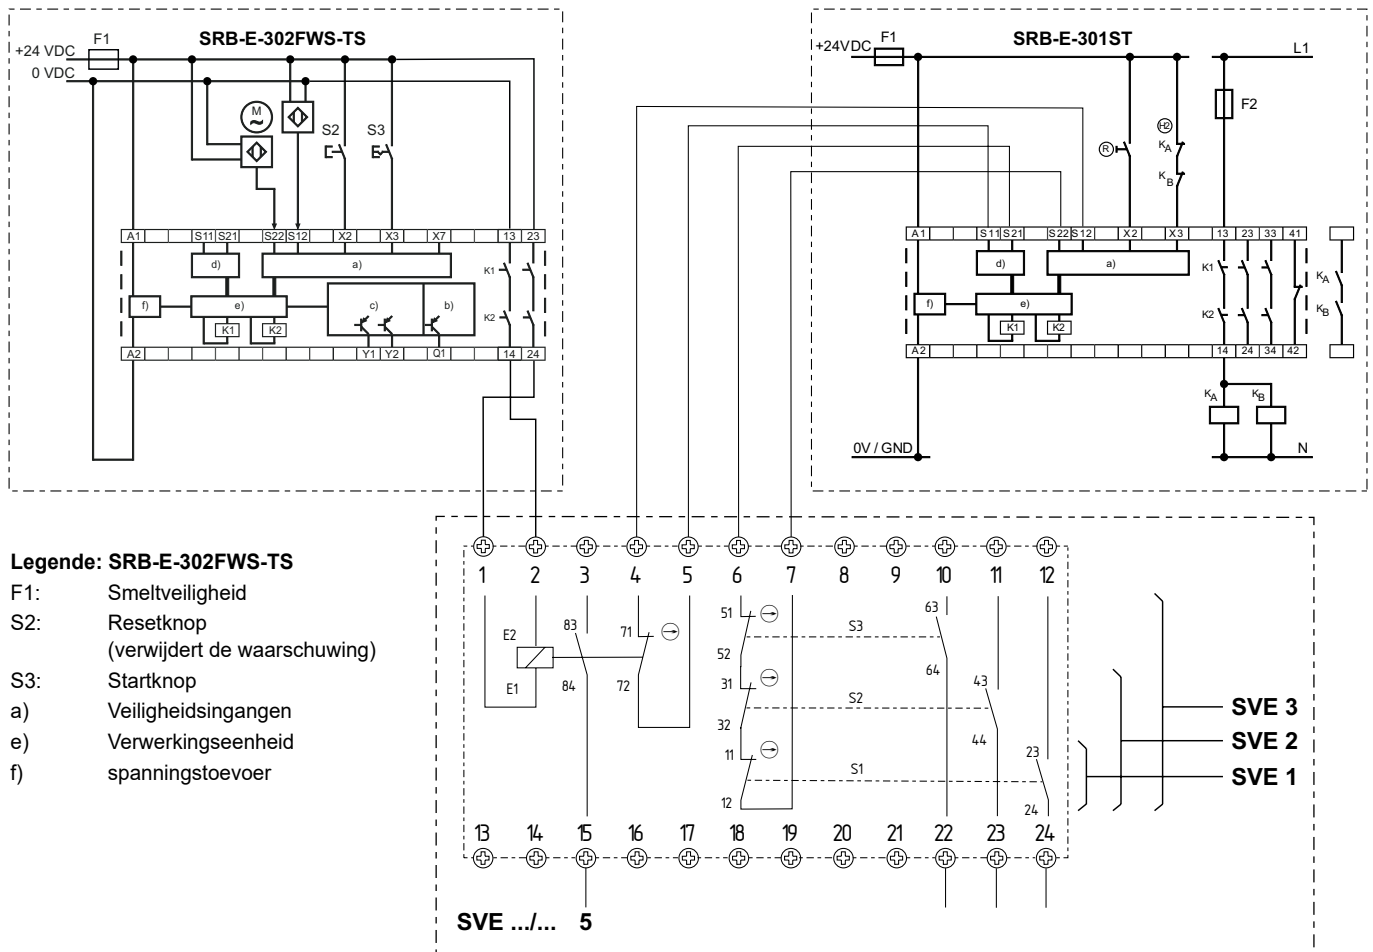 SRB-E-302FWS-TS
F1
+24 VDC
0 VDC
M
~
S2
S3
A1 S11 S21 S22 S12 X2 X3 X7 13 23
d)
a)
K1
f)
e)
c)
b)
K2
K1 K2
A2 Y1 Y2 Q1 14 24
SRB-E-301ST
F1
+24VDC
L1
F2
H2
R
KA
KB
A1 S11 S21 S22 S12 X2 X3 13 23 33 41
d)
a)
K1
KA
f)
e)
K2
KB
K1 K2
A2 14 24 34 42
KA KB
0V / GND
N
Legende: SRB-E-302FWS-TS
F1: Smeltveiligheid
S2: Resetknop
(verwijdert de waarschuwing)
S3: Startknop
a) Veiligheidsingangen
e) Verwerkingseenheid
f) spanningstoevoer
1 2 3 4 5 6 7 8 9 10 11 12
E2
E1
83
84
71
72
51
52
S3
63
64
31
32
S2
43
44
11
12
S1
23
24
SVE 3
SVE 2
SVE 1
13 14 15 16 17 18 19 20 21 22 23 24
SVE .../... 5